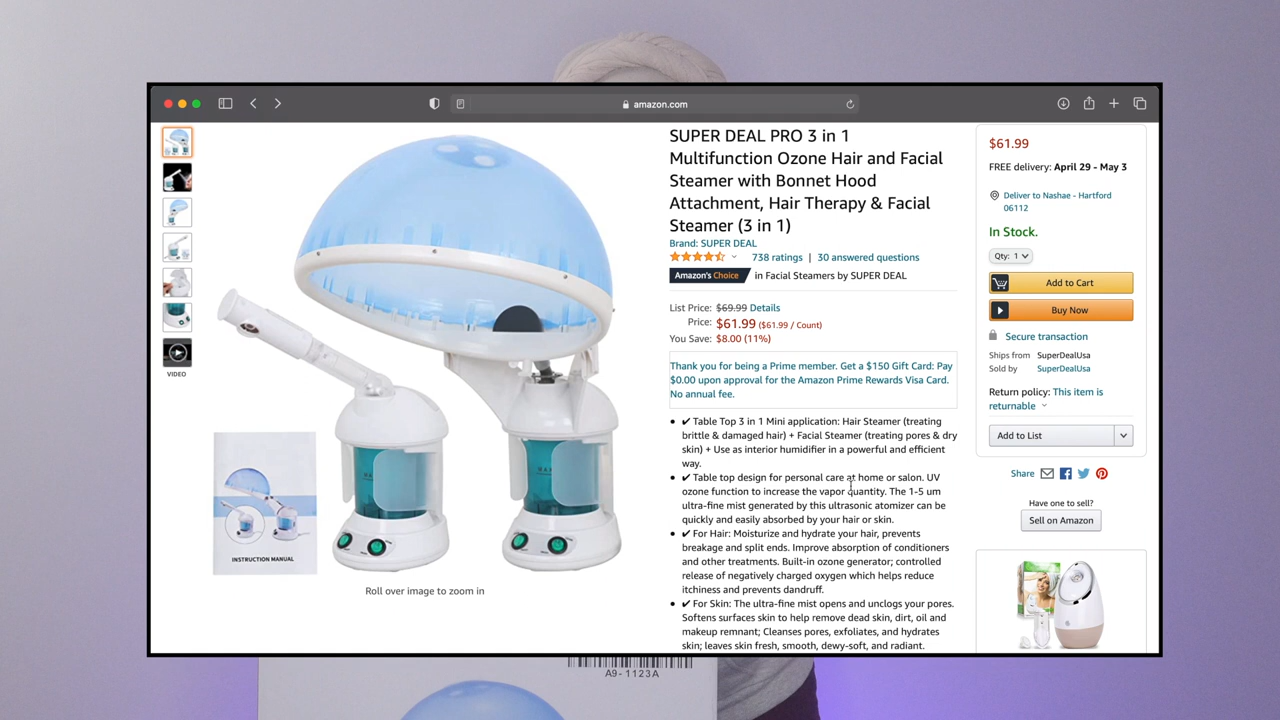 amazon.com
SUPER DEAL PRO 3 in 1
Multifunction Ozone Hair and Facial
Steamer with Bonnet Hood
Attachment, Hair Therapy & Facial
Steamer (3 in 1)
Brand: SUPER DEAL
738 ratings | 30 answered questions
Amazon's Choice in Facial Steamers by SUPER DEAL
List Price: $69.99 Details
Price: $61.99 ($61.99 / Count)
You Save: $8.00 (11%)
Thank you for being a Prime member. Get a $150 Gift Card: Pay
$0.00 upon approval for the Amazon Prime Rewards Visa Card.
No annual fee.
• ✔ Table Top 3 in 1 Mini application: Hair Steamer (treating
brittle & damaged hair) + Facial Steamer (treating pores & dry
skin) + Use as interior humidifier in a powerful and efficient
way.
• ✔ Table top design for personal care at home or salon. UV
ozone function to increase the vapor quantity. The 1-5 um
ultra-fine mist generated by this ultrasonic atomizer can be
quickly and easily absorbed by your hair or skin.
• ✔ For Hair: Moisturize and hydrate your hair, prevents
breakage and split ends. Improve absorption of conditioners
and other treatments. Built-in ozone generator; controlled
release of negatively charged oxygen which helps reduce
itchiness and prevents dandruff.
• ✔ For Skin: The ultra-fine mist opens and unclogs your pores.
Softens surfaces skin to help remove dead skin, dirt, oil and
makeup remnant; Cleanses pores, exfoliates, and hydrates
skin; leaves skin fresh, smooth, dewy-soft, and radiant.
$61.99
FREE delivery: April 29 - May 3
Deliver to Nashae - Hartford
06112
In Stock.
Qty: 1
Add to Cart
Buy Now
Secure transaction
Ships from SuperDealUsa
Sold by SuperDealUsa
Return policy: This item is
returnable
Add to List
Share
Have one to sell?
Sell on Amazon
VIDEO
INSTRUCTION MANUAL
Roll over image to zoom in
A9-1123A